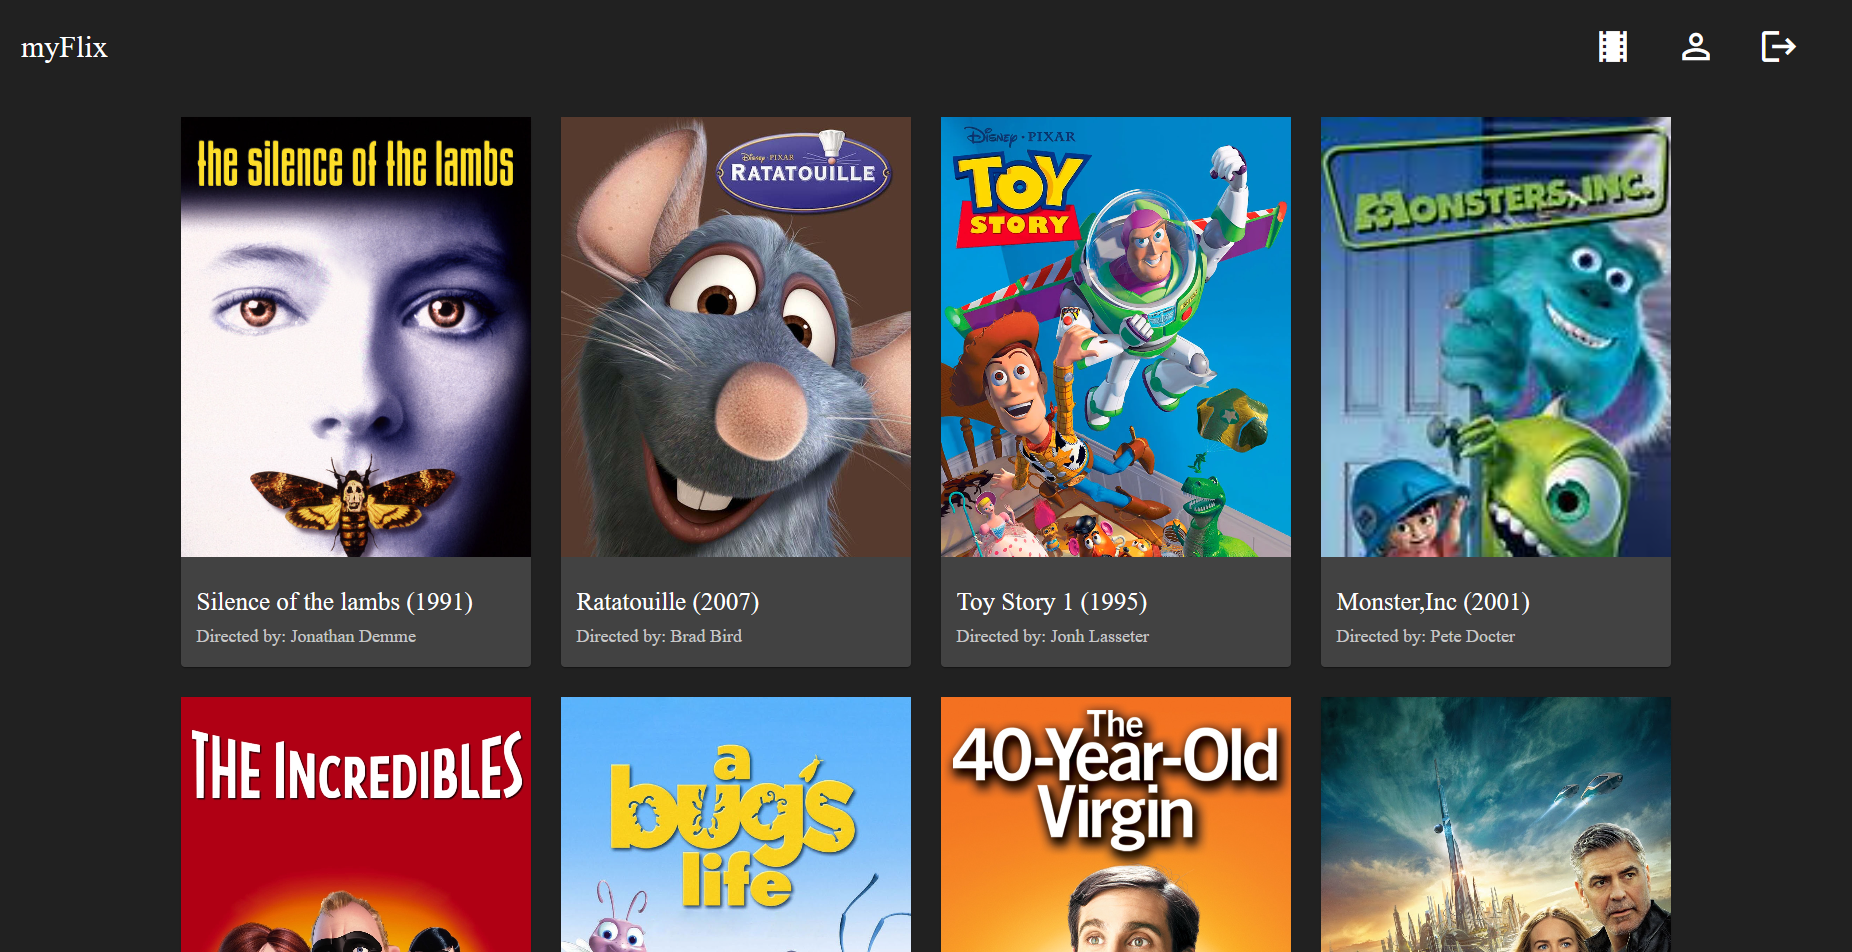 myFlix
the silence of the lambs
Disney · PIXAR
RATATOUILLE
Disney · PIXAR
TOY
STORY
MONSTERS, INC.
Silence of the lambs (1991)
Directed by: Jonathan Demme
Ratatouille (2007)
Directed by: Brad Bird
Toy Story 1 (1995)
Directed by: Jonh Lasseter
Monster,Inc (2001)
Directed by: Pete Docter
THE INCREDIBLES
a
bug's
life
The
40-Year-Old
Virgin